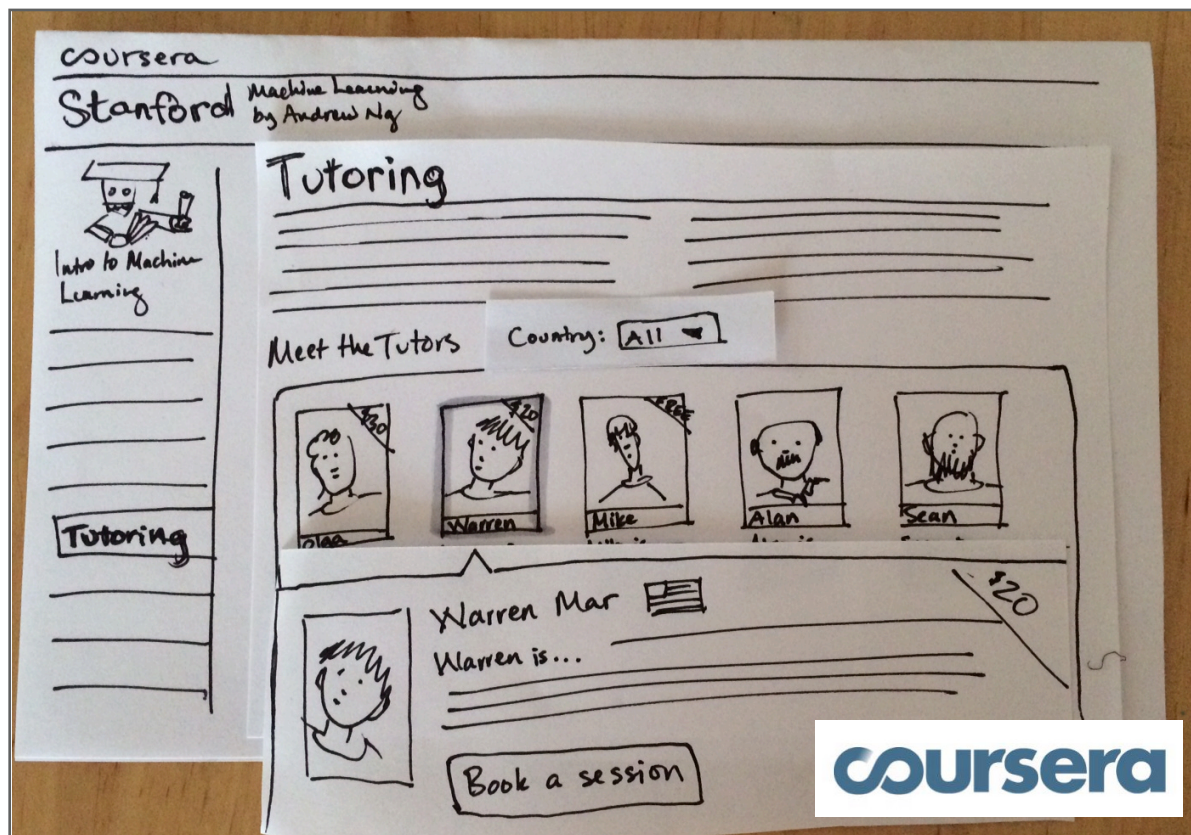 coursera
Stanford Machine Learning
by Andrew Ng
Intro to Machine
Learning
Tutoring
Tutoring
Meet the Tutors
Country: All
$30
$20
FREE
Olga
Warren
Mike
Alan
Sean
Warren Mar
$20
Warren is...
Book a session
coursera